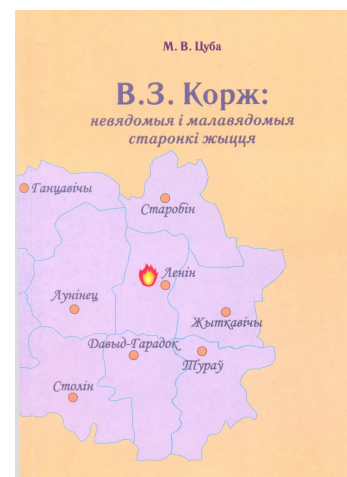 М. В. Цуба
В.З. Корж:
невядомыя і малавядомыя
старонкі жыцця
Ганцавічы
Старобін
Ленін
Лунінец
Жыткавічы
Давыд-Гарадок
Тураў
Столін